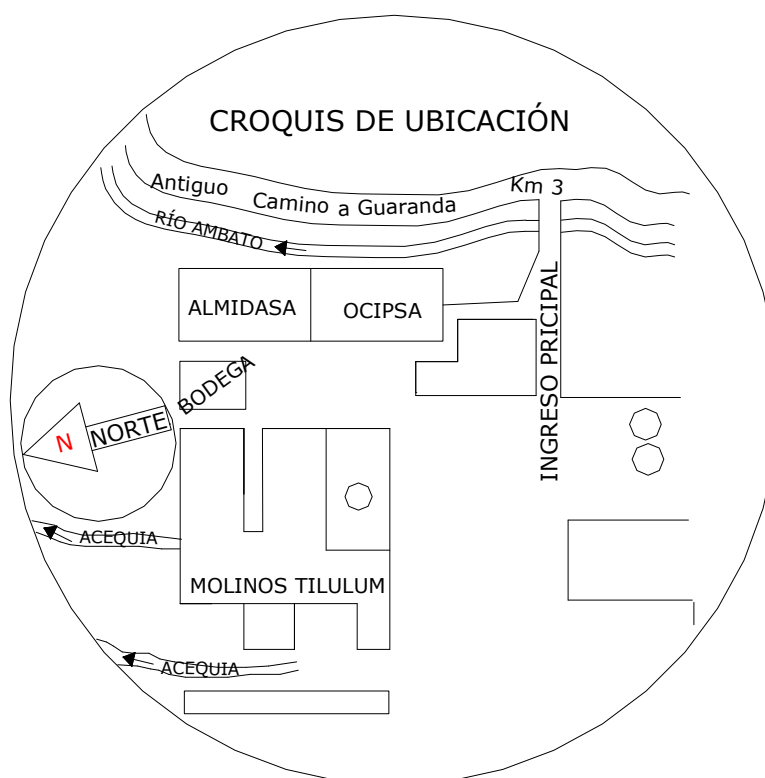 CROQUIS DE UBICACIÓN
Antiguo Camino a Guaranda
Km 3
RÍO AMBATO
ALMIDASA
OCIPSA
INGRESO PRICIPAL
BODEGA
N
NORTE
ACEQUIA
MOLINOS TILULUM
ACEQUIA